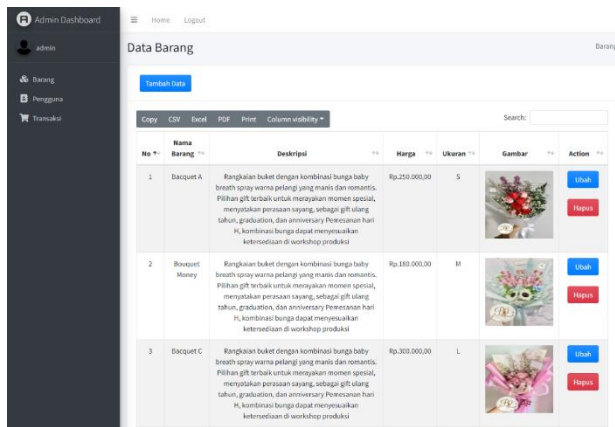 Admin Dashboard
Home Logout
admin
Data Barang
Barang
Barang
Pengguna
Transaksi
Tambah Data
Copy CSV Excel PDF Print Column visibility
Search:
No Nama Barang Deskripsi Harga Ukuran Gambar Action
1 Bacquet A Rp.250.000,00 S Ubah
Rangkaian buket dengan kombinasi bunga baby
breath spray warna pelangi yang manis dan romantis.
Pilihan gift terbaik untuk merayakan momen spesial,
menyatakan perasaan sayang, sebagai gift ulang
tahun, graduation, dan anniversary Pemesanan hari
H, kombinasi bunga dapat menyesuaikan
ketersediaan di workshop produksi
Hapus
2 Bouquet Money Rp.180.000,00 M Ubah
Rangkaian buket dengan kombinasi bunga baby
breath spray warna pelangi yang manis dan romantis.
Pilihan gift terbaik untuk merayakan momen spesial,
menyatakan perasaan sayang, sebagai gift ulang
tahun, graduation, dan anniversary Pemesanan hari
H, kombinasi bunga dapat menyesuaikan
ketersediaan di workshop produksi
Hapus
3 Bacquet C Rp.300.000,00 L Ubah
Rangkaian buket dengan kombinasi bunga baby
breath spray warna pelangi yang manis dan romantis.
Pilihan gift terbaik untuk merayakan momen spesial,
menyatakan perasaan sayang, sebagai gift ulang
tahun, graduation, dan anniversary Pemesanan hari
H, kombinasi bunga dapat menyesuaikan
ketersediaan di workshop produksi
Hapus